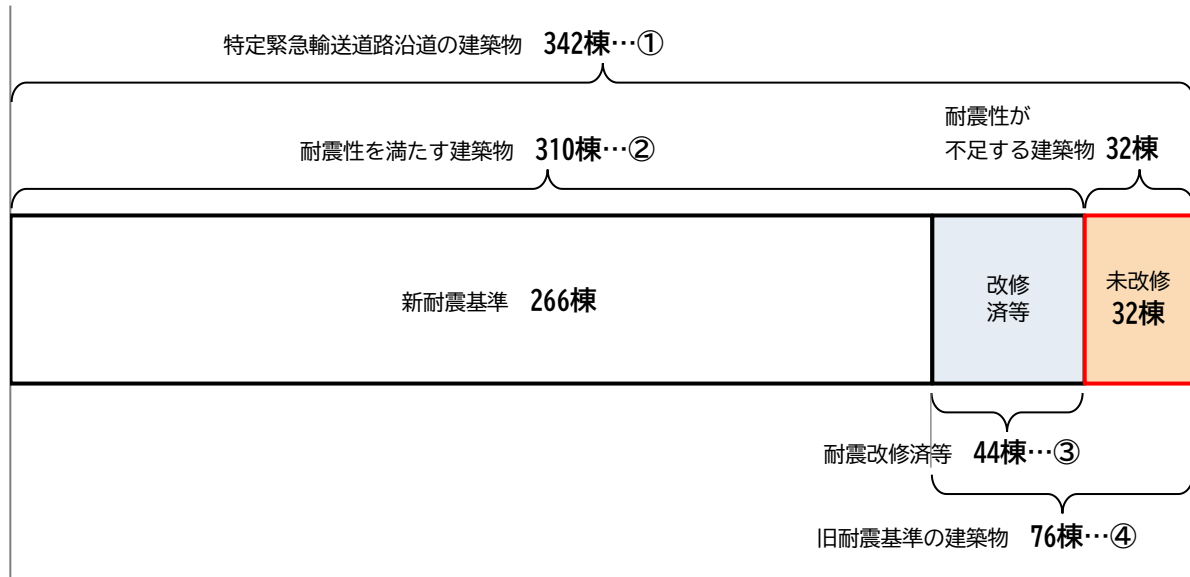 特定緊急輸送道路沿道の建築物 342棟…①
耐震性を満たす建築物 310棟…②
耐震性が
不足する建築物 32棟
新耐震基準 266棟
改修
済等
未改修
32棟
耐震改修済等 44棟…③
旧耐震基準の建築物 76棟…④